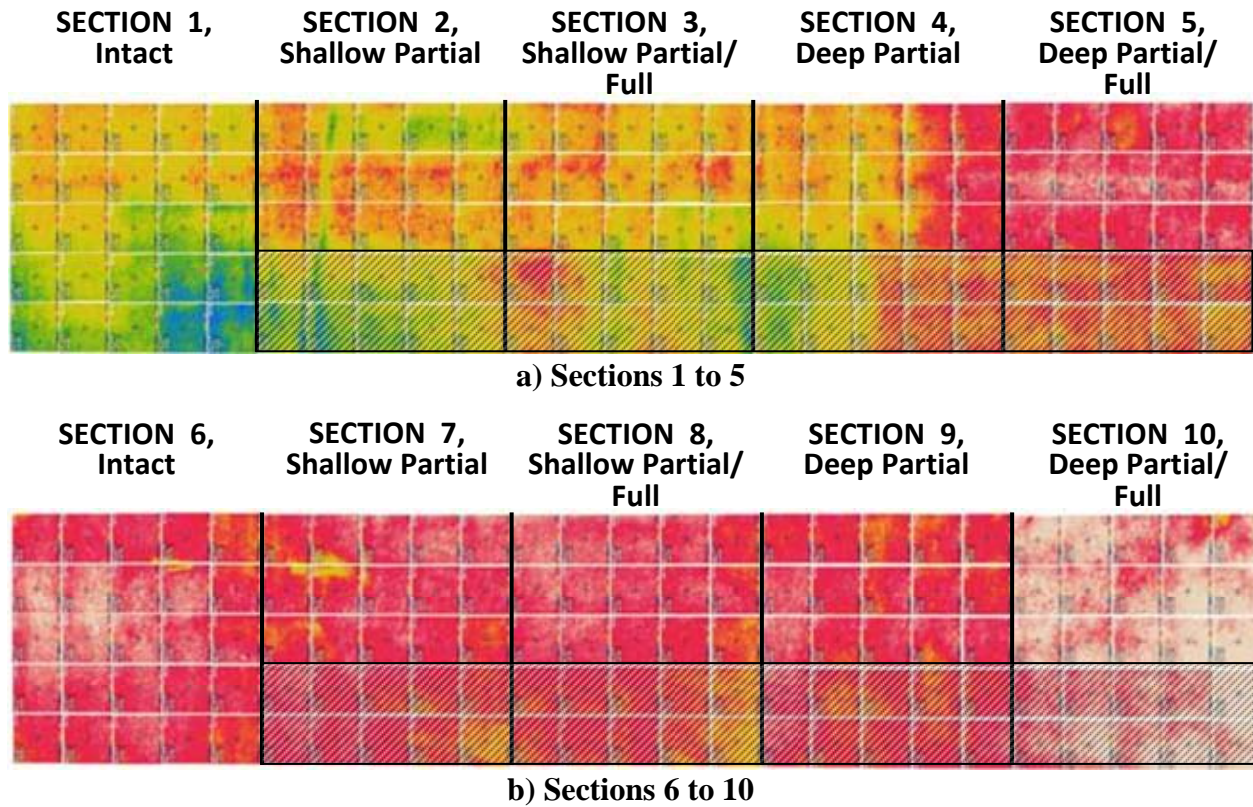 SECTION 1,
Intact
SECTION 2,
Shallow Partial
SECTION 3,
Shallow Partial/
Full
SECTION 4,
Deep Partial
SECTION 5,
Deep Partial/
Full
a) Sections 1 to 5
SECTION 6,
Intact
SECTION 7,
Shallow Partial
SECTION 8,
Shallow Partial/
Full
SECTION 9,
Deep Partial
SECTION 10,
Deep Partial/
Full
b) Sections 6 to 10